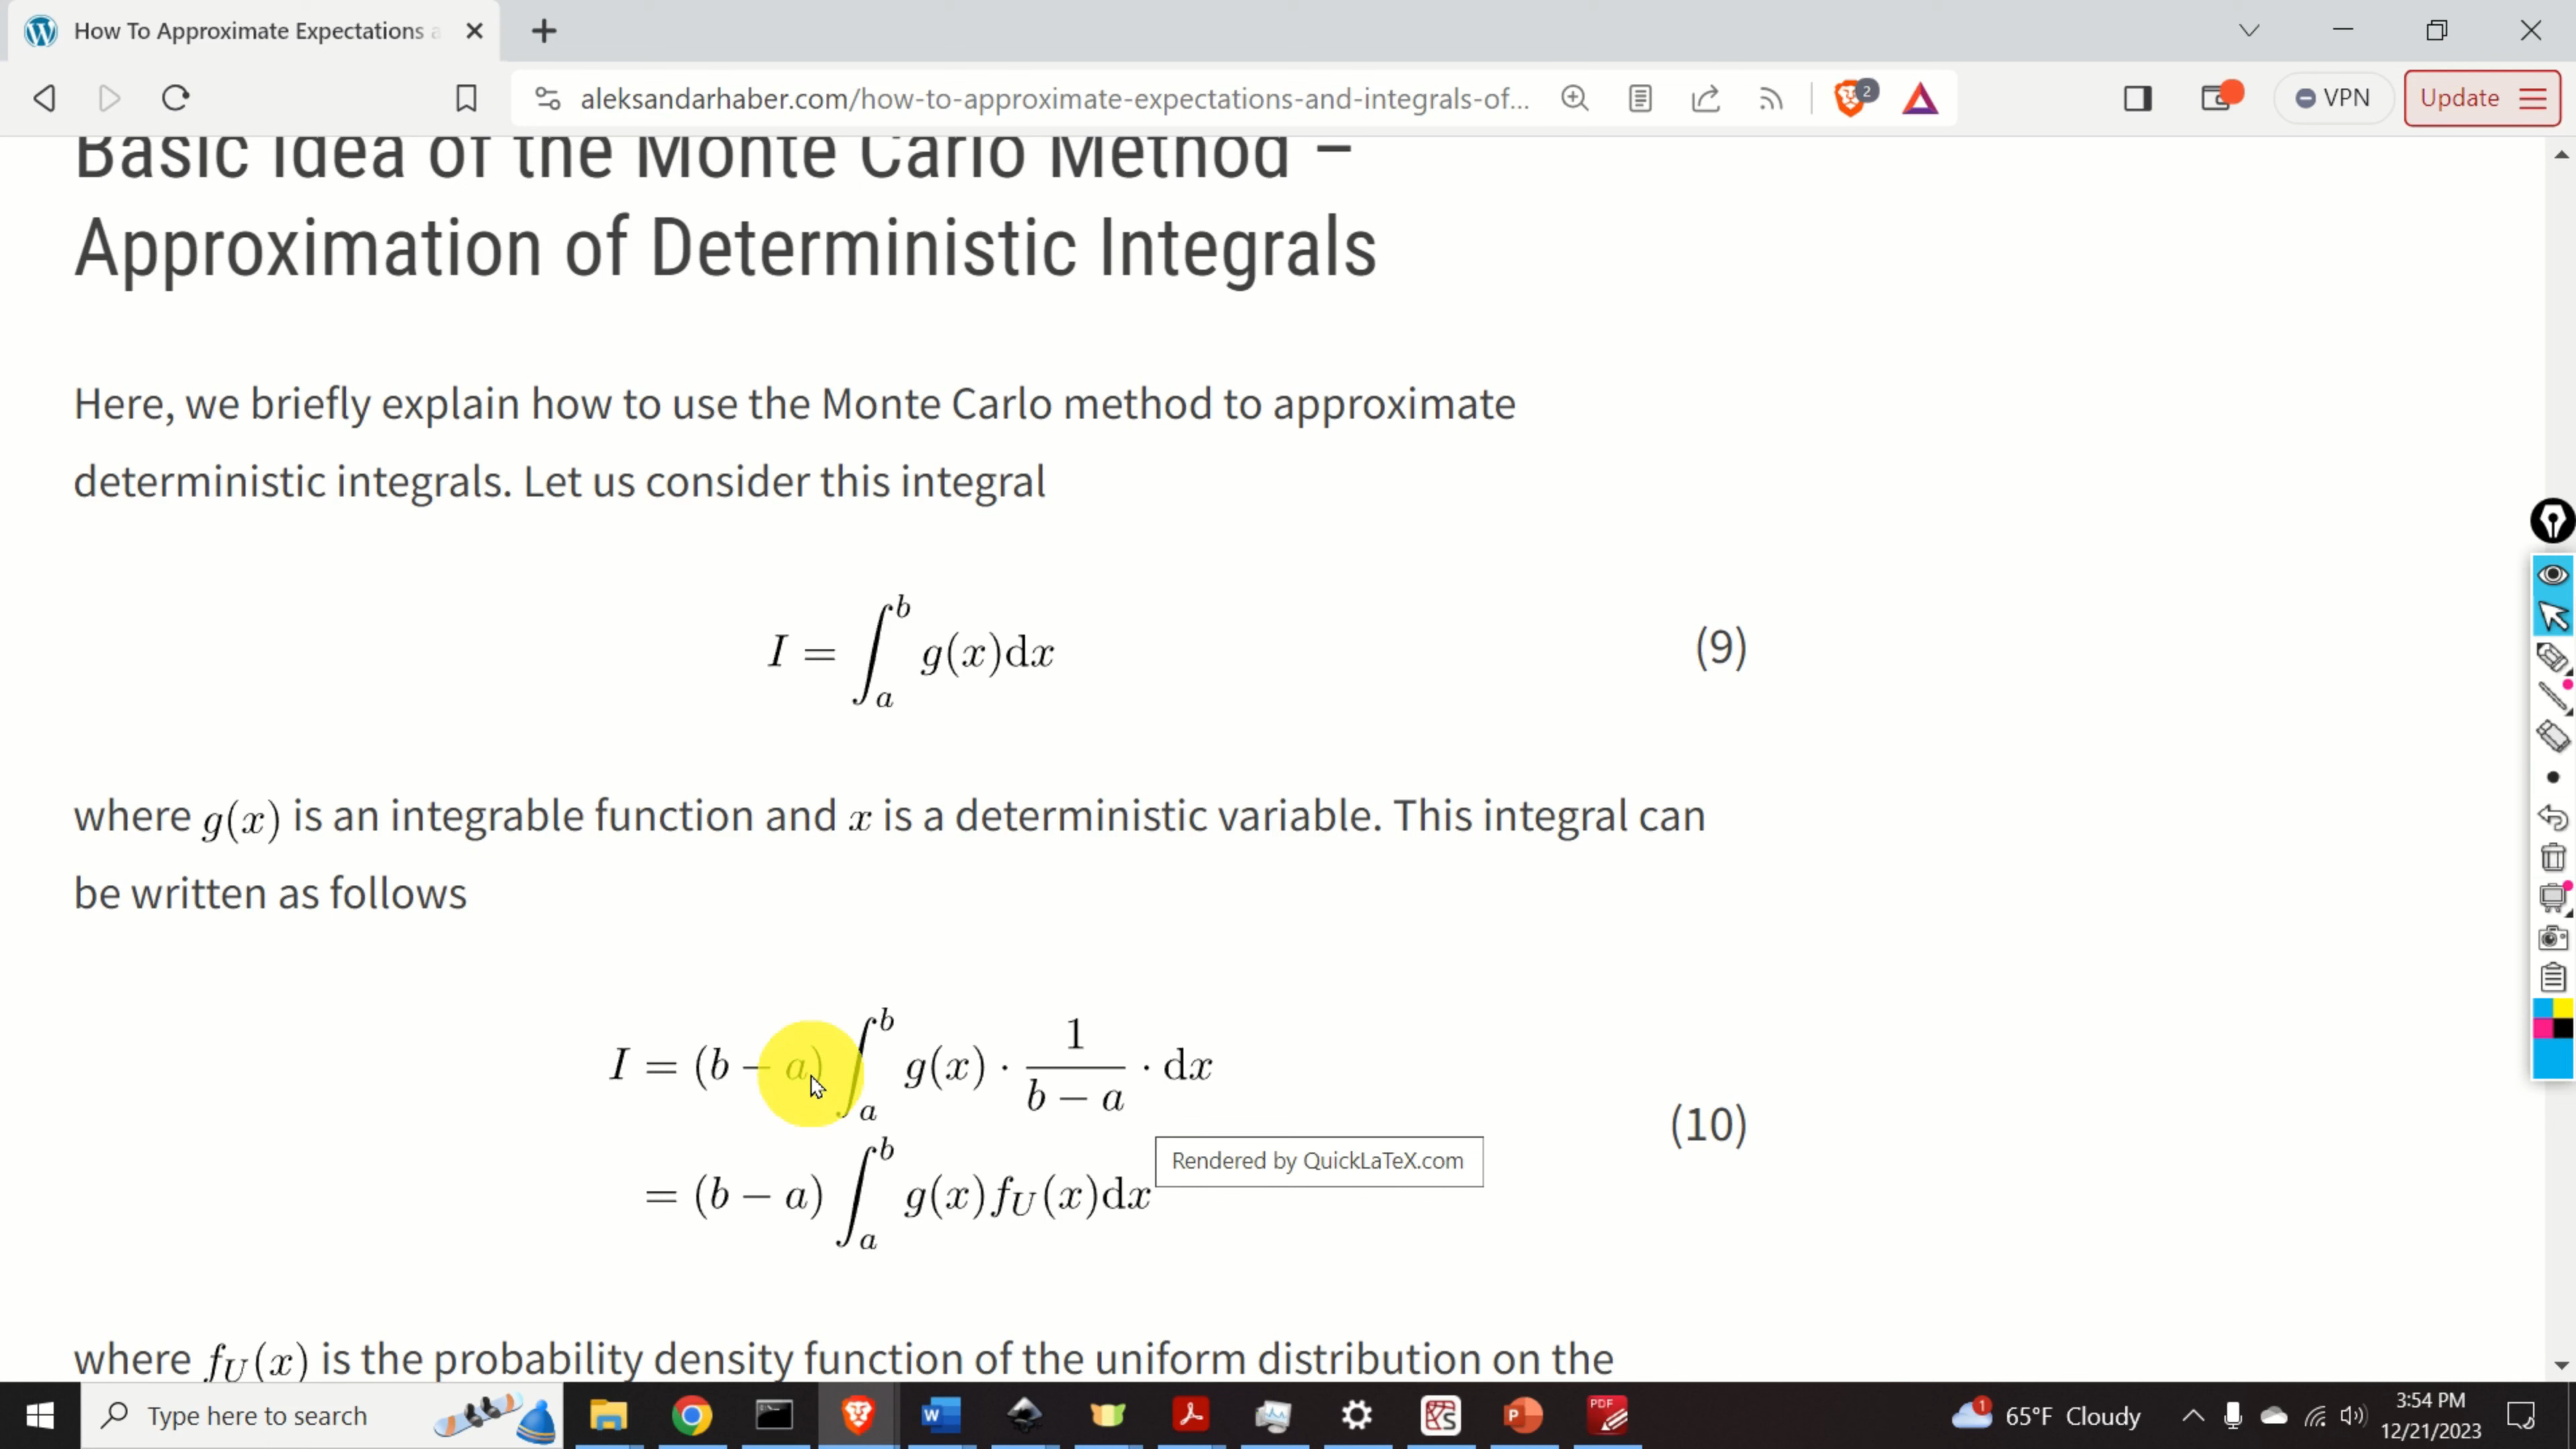 How To Approximate Expectations a
aleksandarhaber.com/how-to-approximate-expectations-and-integrals-of...
2
VPN
Update
Basic Idea of the Monte Carlo Method –
Approximation of Deterministic Integrals
Here, we briefly explain how to use the Monte Carlo method to approximate
deterministic integrals. Let us consider this integral
I = ∫_a^b g(x)dx (9)
where g(x) is an integrable function and x is a deterministic variable. This integral can
be written as follows
I = (b − a) ∫_a^b g(x) · 1/(b − a) · dx
= (b − a) ∫_a^b g(x) f_U(x)dx (10)
Rendered by QuickLaTeX.com
where f_U(x) is the probability density function of the uniform distribution on the
Type here to search
W
P
PDF
1
65°F Cloudy
3:54 PM
12/21/2023